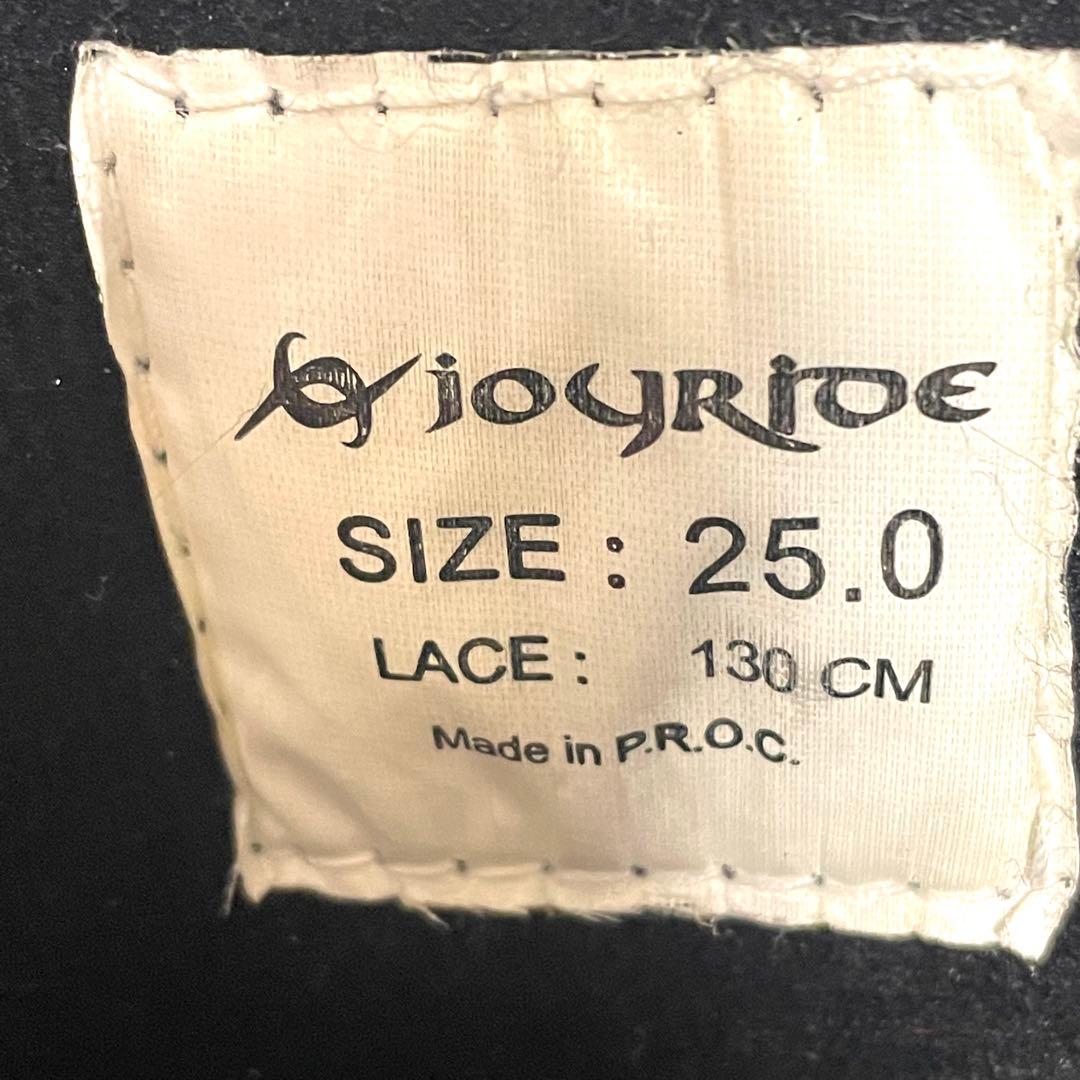 joyride
SIZE : 25.0
LACE : 130 CM
Made in P.R.O.C.